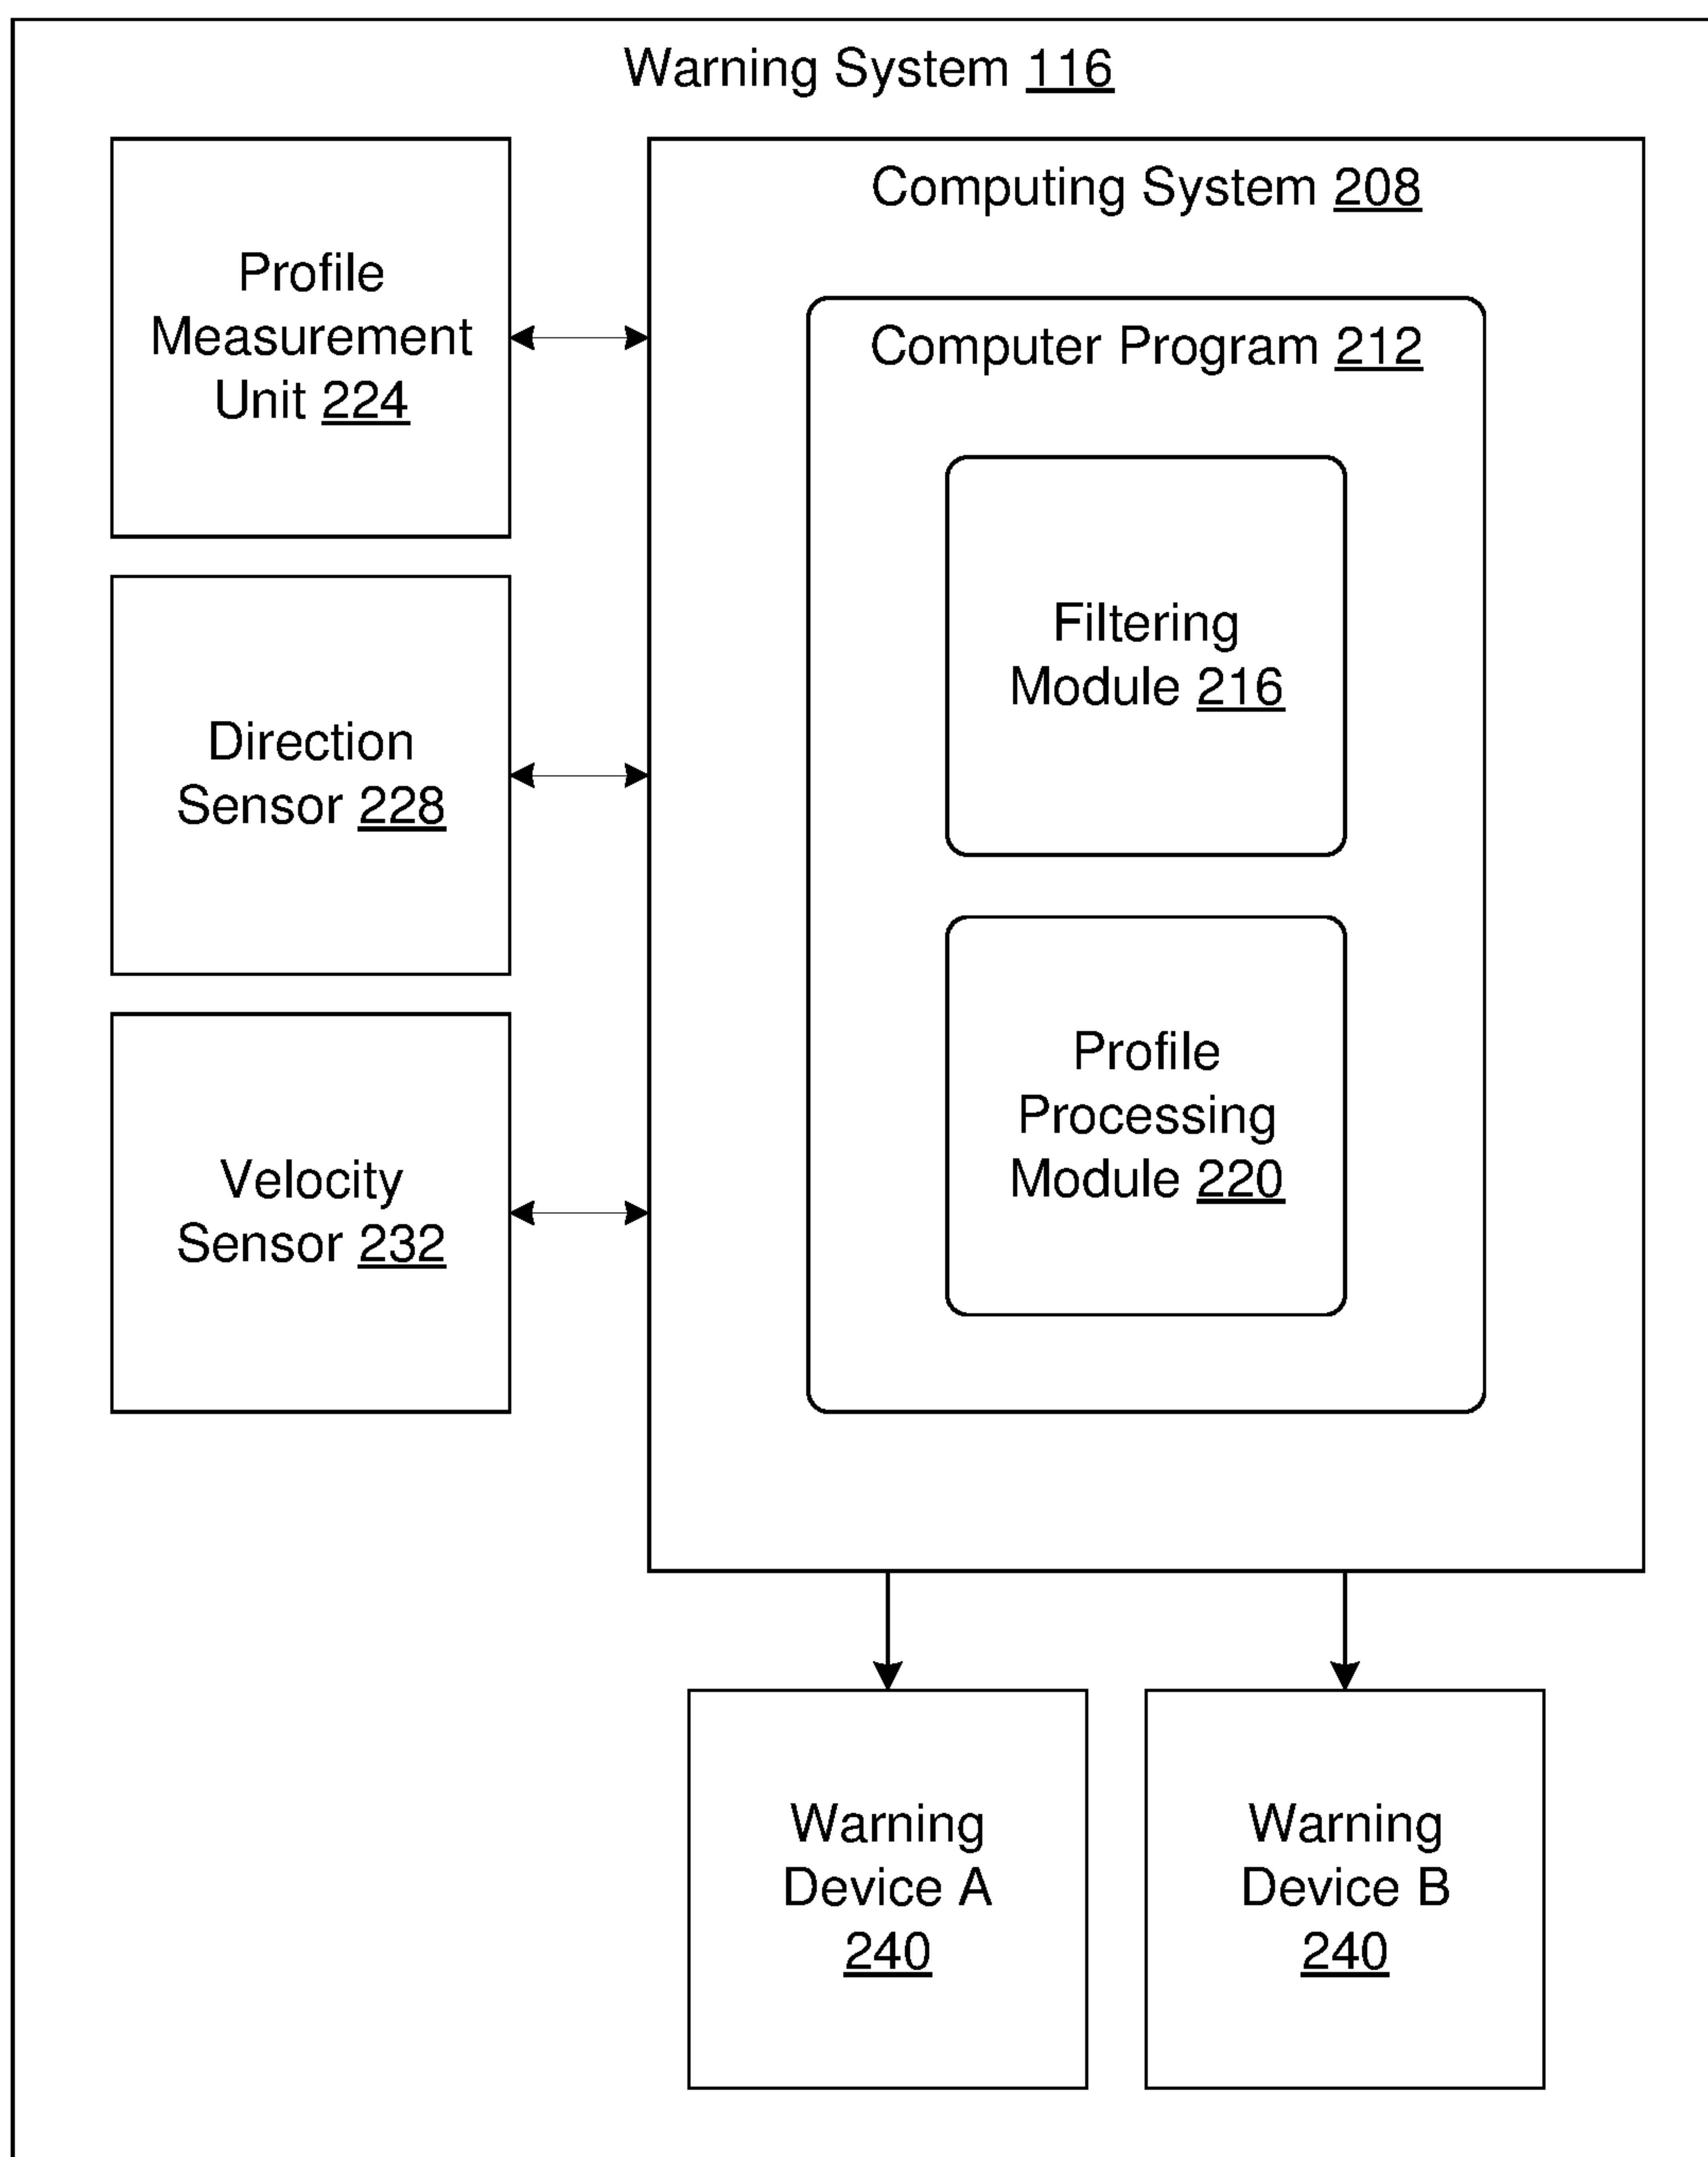 Warning System 116
Profile
Measurement
Unit 224
Direction
Sensor 228
Velocity
Sensor 232
Computing System 208
Computer Program 212
Filtering
Module 216
Profile
Processing
Module 220
Warning
Device A
240
Warning
Device B
240